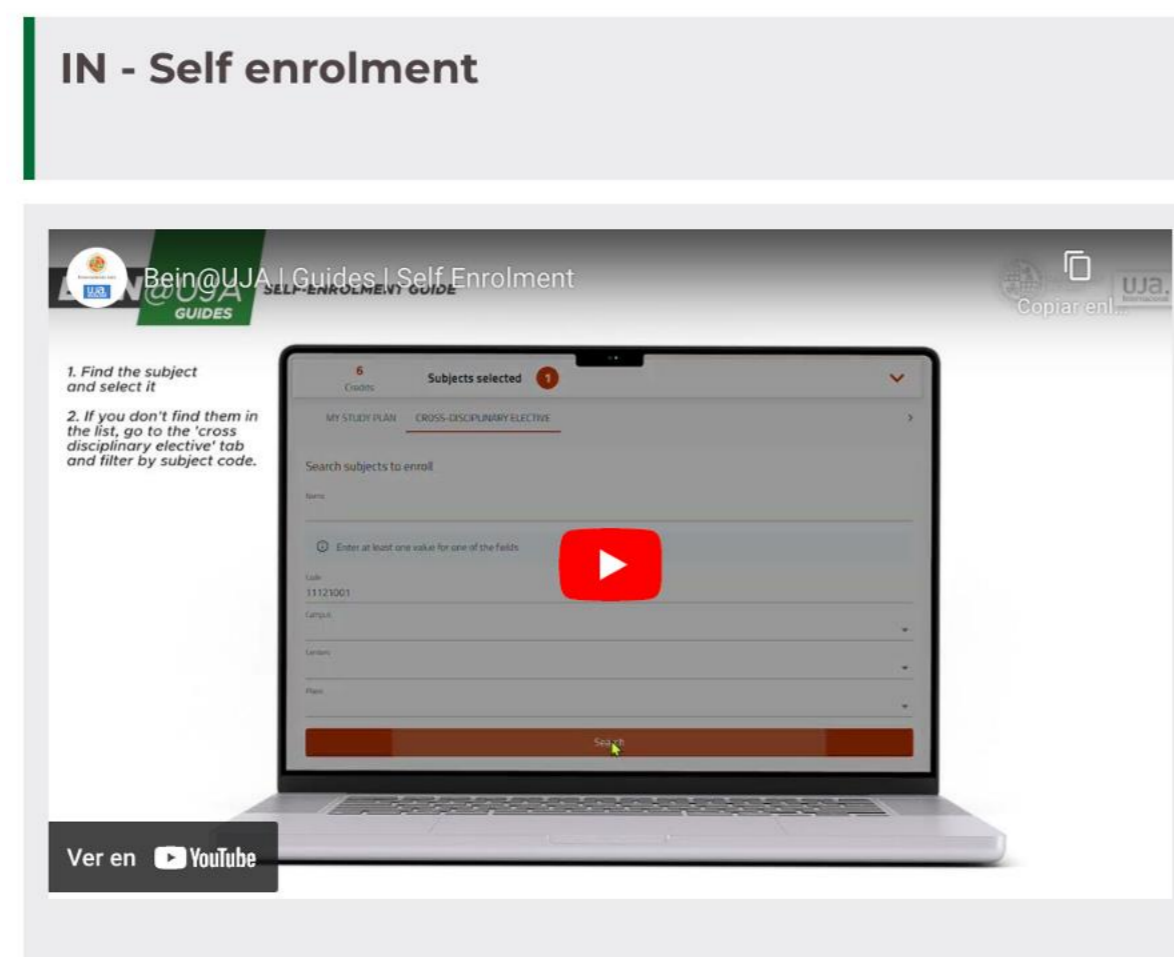 IN - Self enrolment
Bein@UJA | Guides | Self Enrolment
SELF-ENROLMENT GUIDE
GUIDES
uja.
Copiar enl...
1. Find the subject
and select it
2. If you don't find them in
the list, go to the 'cross
disciplinary elective' tab
and filter by subject code.
6
Credits
Subjects selected 1
MY STUDY PLAN CROSS-DISCIPLINARY ELECTIVE
Search subjects to enroll
Name
Enter at least one value for one of the fields
Code
11121001
Campus
Centers
Plans
Search
Ver en YouTube